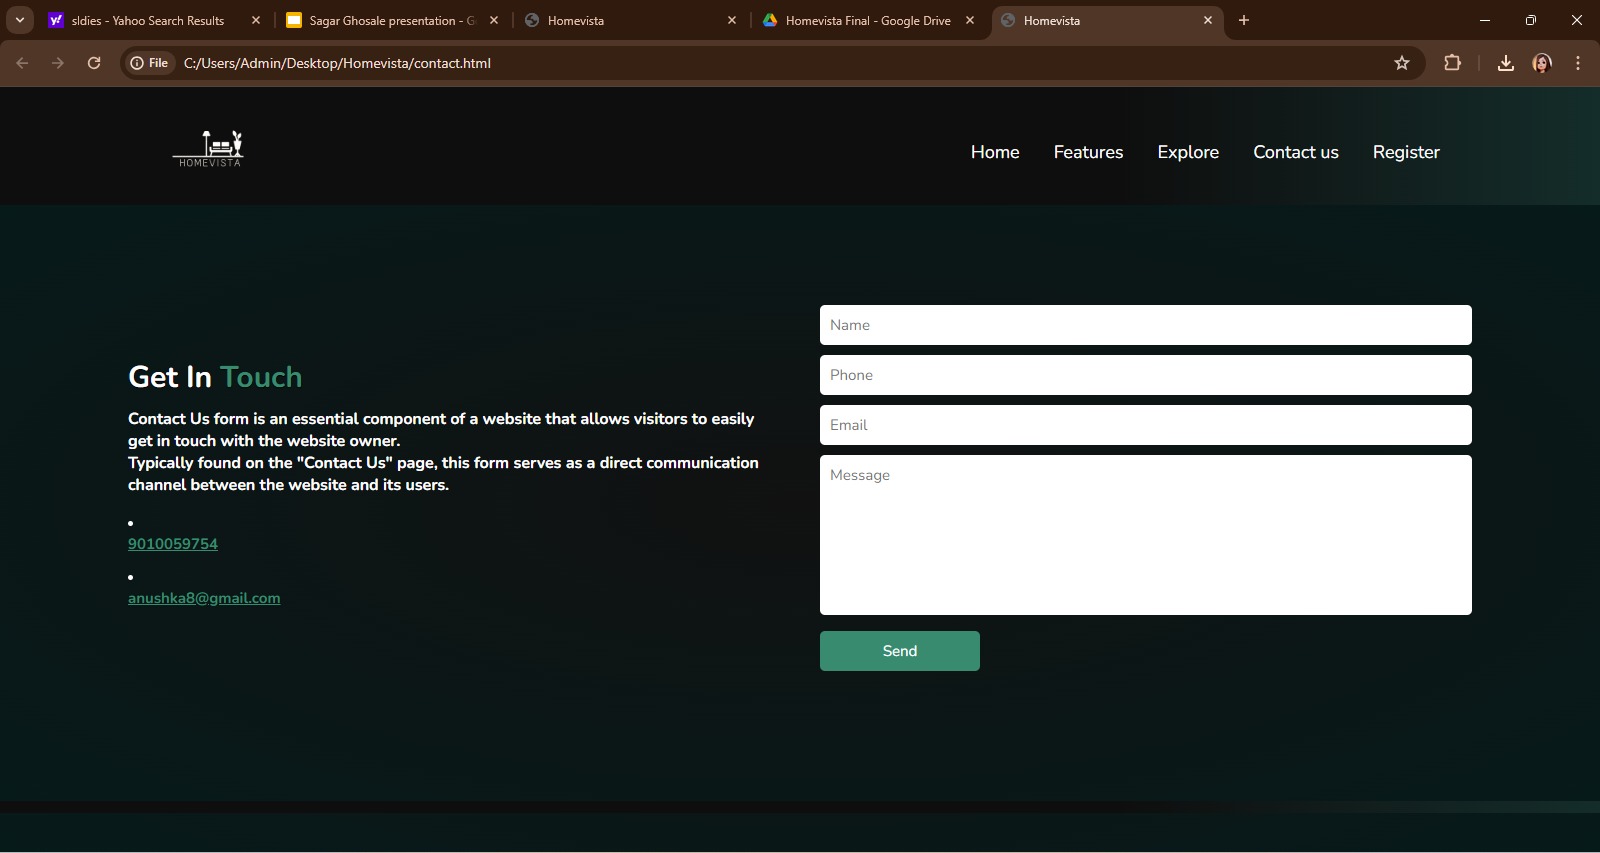 sldies - Yahoo Search Results
Sagar Ghosale presentation - G
Homevista
Homevista Final - Google Drive
Homevista
File
C:/Users/Admin/Desktop/Homevista/contact.html
HOMEVISTA
Home
Features
Explore
Contact us
Register
Get In Touch
Contact Us form is an essential component of a website that allows visitors to easily
get in touch with the website owner.
Typically found on the "Contact Us" page, this form serves as a direct communication
channel between the website and its users.
9010059754
anushka8@gmail.com
Name
Phone
Email
Message
Send